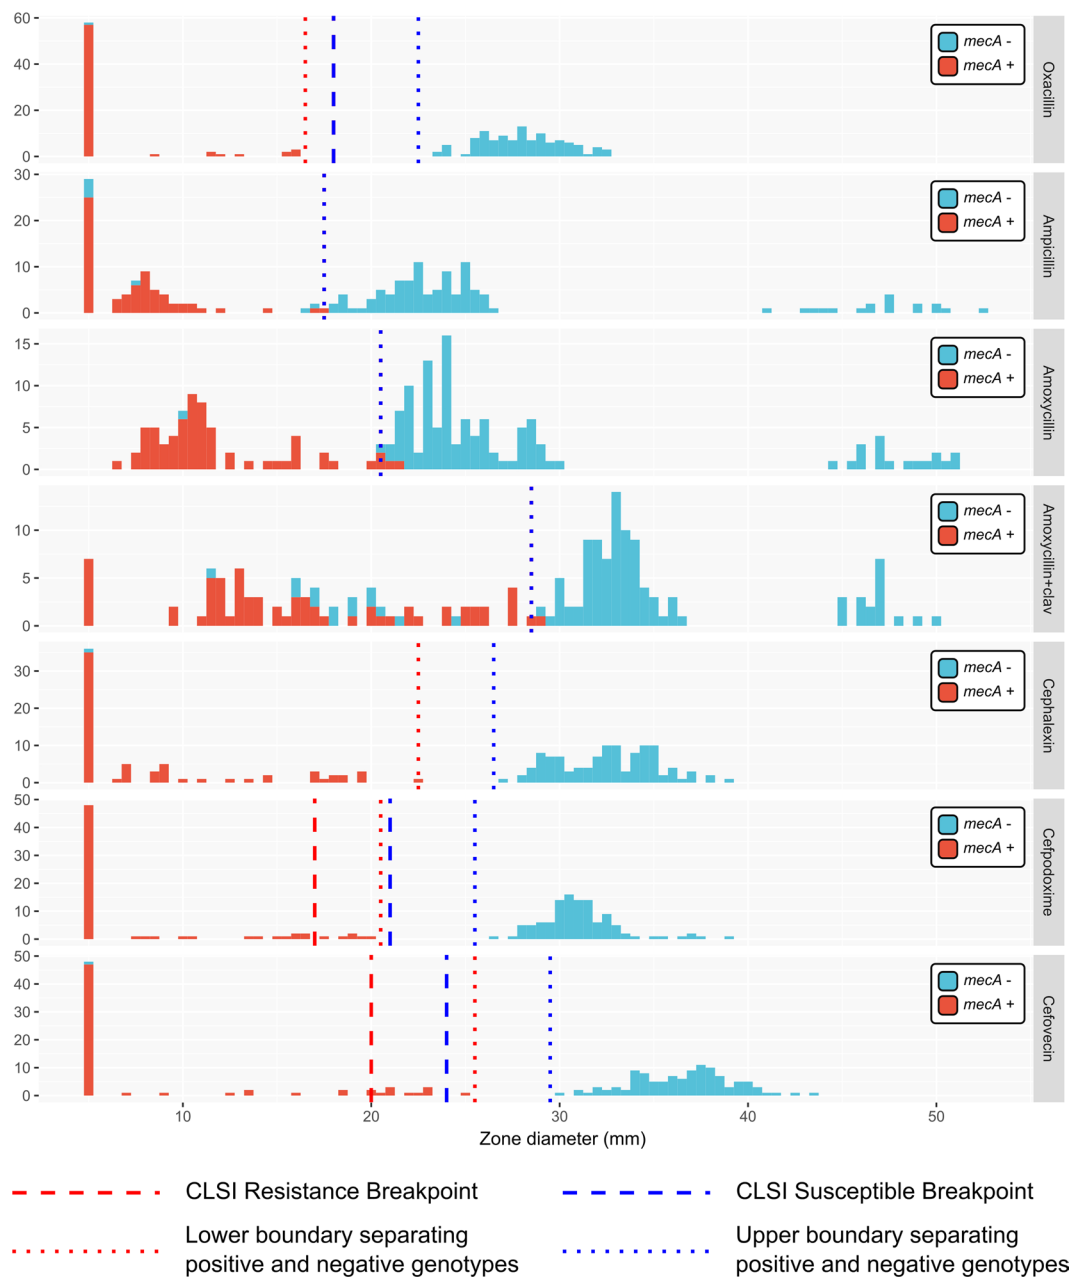 60
40
20
0
mecA -
mecA +
Oxacillin
30
20
10
0
mecA -
mecA +
Ampicillin
15
10
5
0
mecA -
mecA +
Amoxycillin
10
5
0
mecA -
mecA +
Amoxycillin+clav
30
20
10
0
mecA -
mecA +
Cephalexin
50
40
30
20
10
0
mecA -
mecA +
Cefpodoxime
50
40
30
20
10
0
mecA -
mecA +
Cefovecin
10 20 30 40 50
Zone diameter (mm)
CLSI Resistance Breakpoint
CLSI Susceptible Breakpoint
Lower boundary separating
positive and negative genotypes
Upper boundary separating
positive and negative genotypes